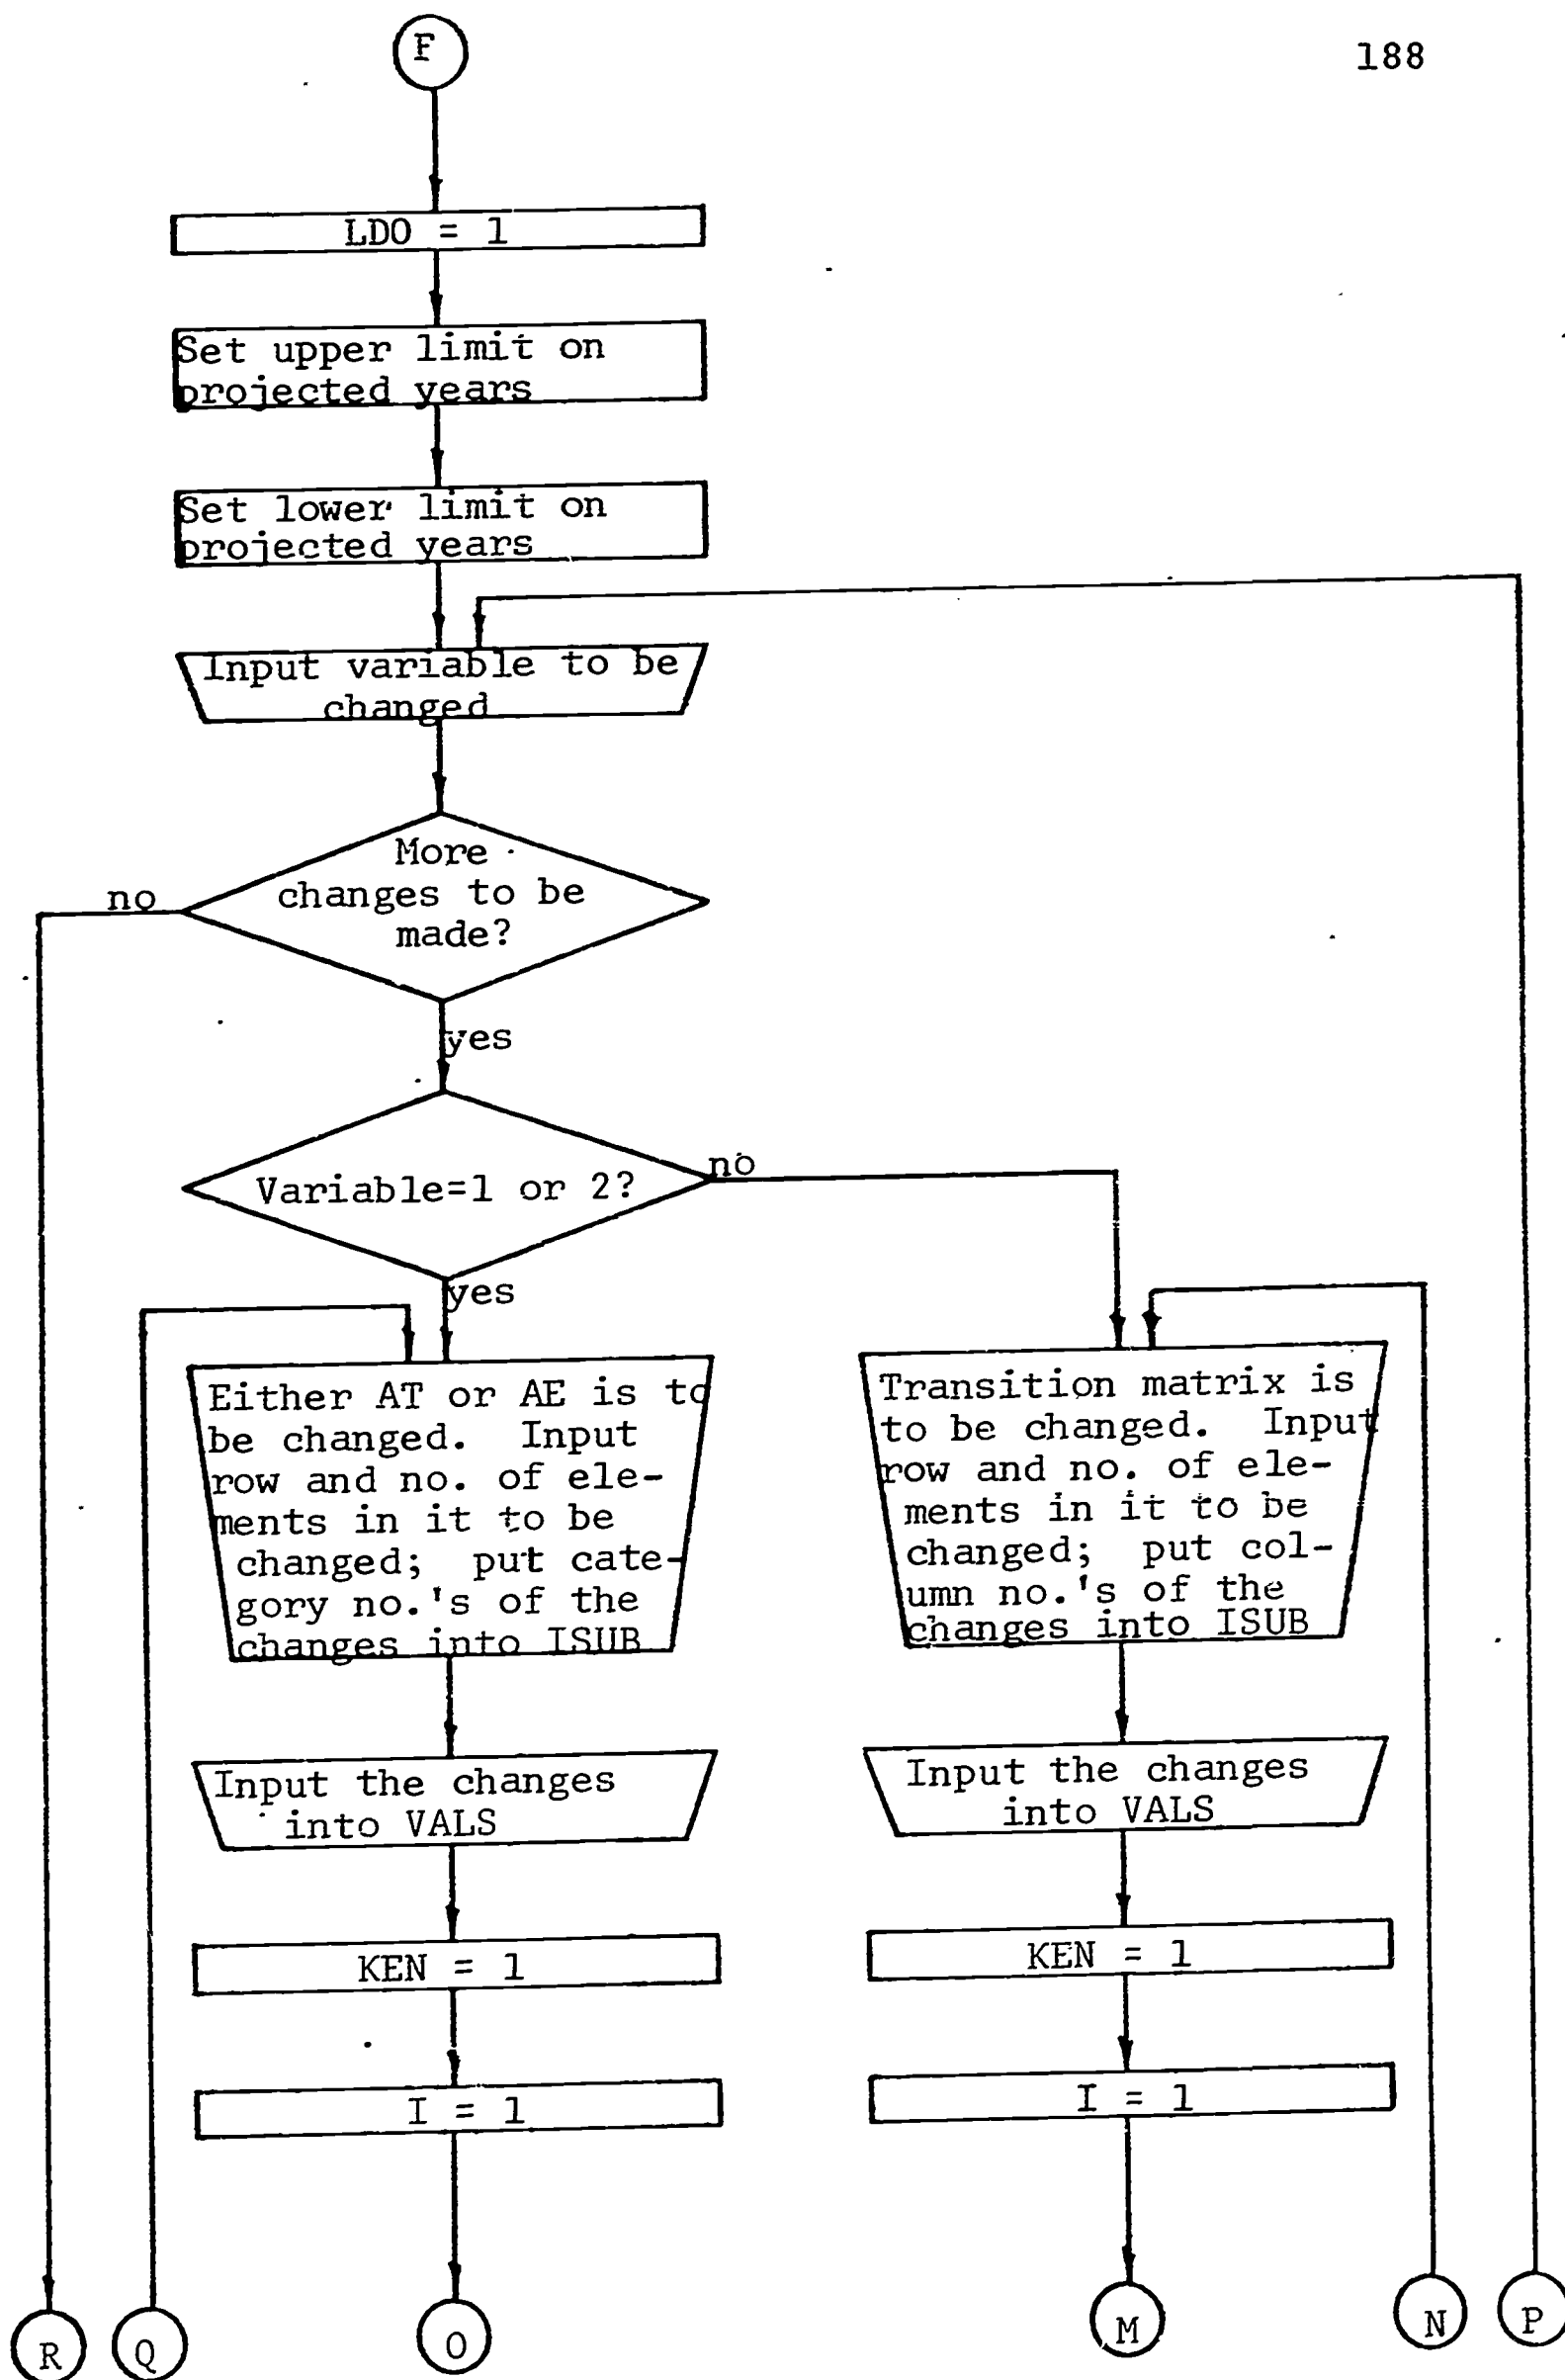 188
F
LDO = 1
Set upper limit on
projected years
Set lower limit on
projected years
Input variable to be
changed
More
changes to be
made?
no
yes
Variable=1 or 2?
no
yes
Either AT or AE is to
be changed. Input
row and no. of ele-
ments in it to be
changed; put cate-
gory no.'s of the
changes into ISUB
Transition matrix is
to be changed. Input
row and no. of ele-
ments in it to be
changed; put col-
umn no.'s of the
changes into ISUB
Input the changes
into VALS
Input the changes
into VALS
KEN = 1
KEN = 1
I = 1
I = 1
R
Q
O
M
N
P